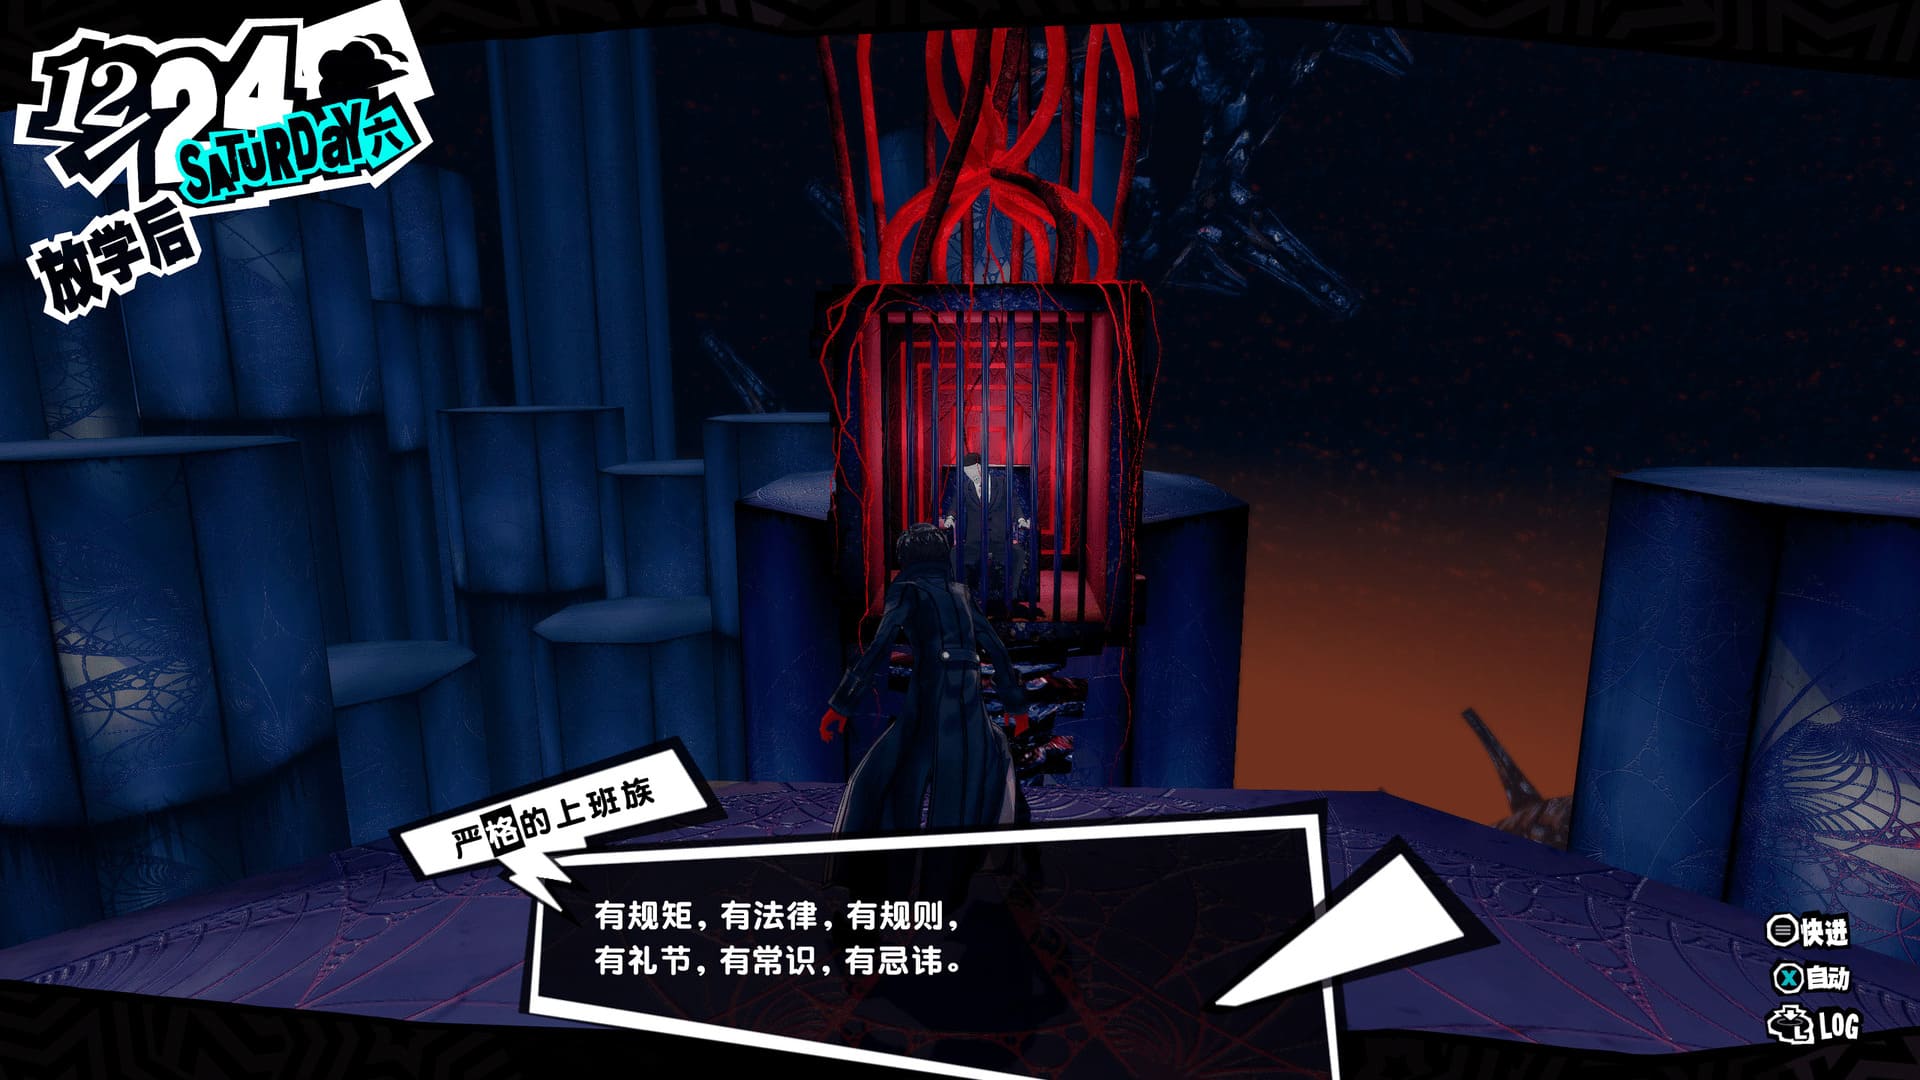 12/24
SATURDAY六
放学后
严格的上班族
有规矩，有法律，有规则，
有礼节，有常识，有忌讳。
快进
X自动
L LOG